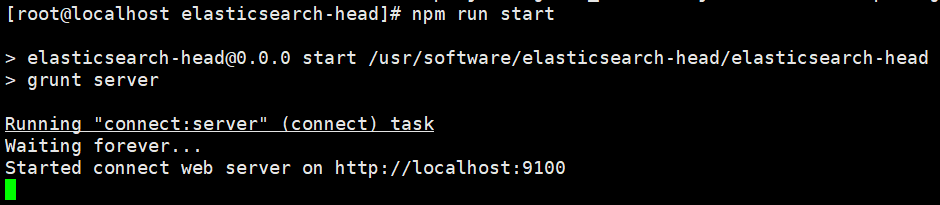 [root@localhost elasticsearch-head]# npm run start
> elasticsearch-head@0.0.0 start /usr/software/elasticsearch-head/elasticsearch-head
> grunt server
Running "connect:server" (connect) task
Waiting forever...
Started connect web server on http://localhost:9100